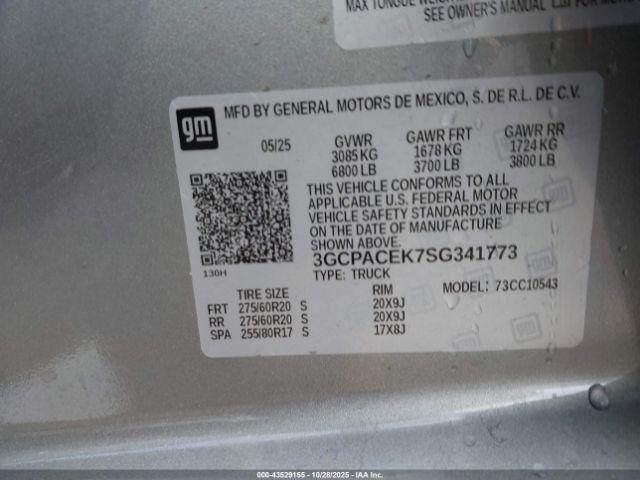 MAX TONGUE WEIGHT
SEE OWNER'S MANUAL
gm
MFD BY GENERAL MOTORS DE MEXICO, S. DE R.L. DE C.V.
05/25 GVWR GAWR FRT GAWR RR
3085 KG 1678 KG 1724 KG
6800 LB 3700 LB 3800 LB
THIS VEHICLE CONFORMS TO ALL
APPLICABLE U.S. FEDERAL MOTOR
VEHICLE SAFETY STANDARDS IN EFFECT
ON THE DATE OF MANUFACTURE
SHOWN ABOVE.
130H
3GCPACEK7SG341773
TYPE: TRUCK
MODEL: 73CC10543
TIRE SIZE RIM
FRT 275/60R20 S 20X9J
RR 275/60R20 S 20X9J
SPA 255/80R17 S 17X8J
000-43529155 | 10/28/2025 | IAA Inc.